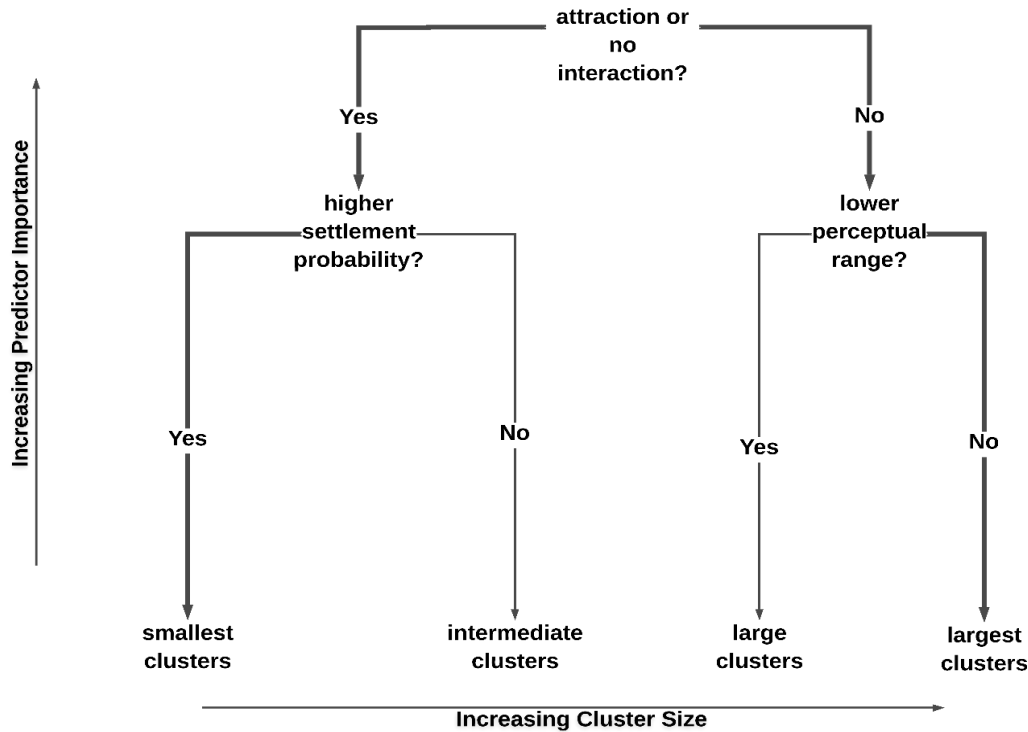 attraction or
no
interaction?
Yes
No
higher
settlement
probability?
lower
perceptual
range?
Increasing Predictor Importance
Yes
No
Yes
No
smallest
clusters
intermediate
clusters
large
clusters
largest
clusters
Increasing Cluster Size